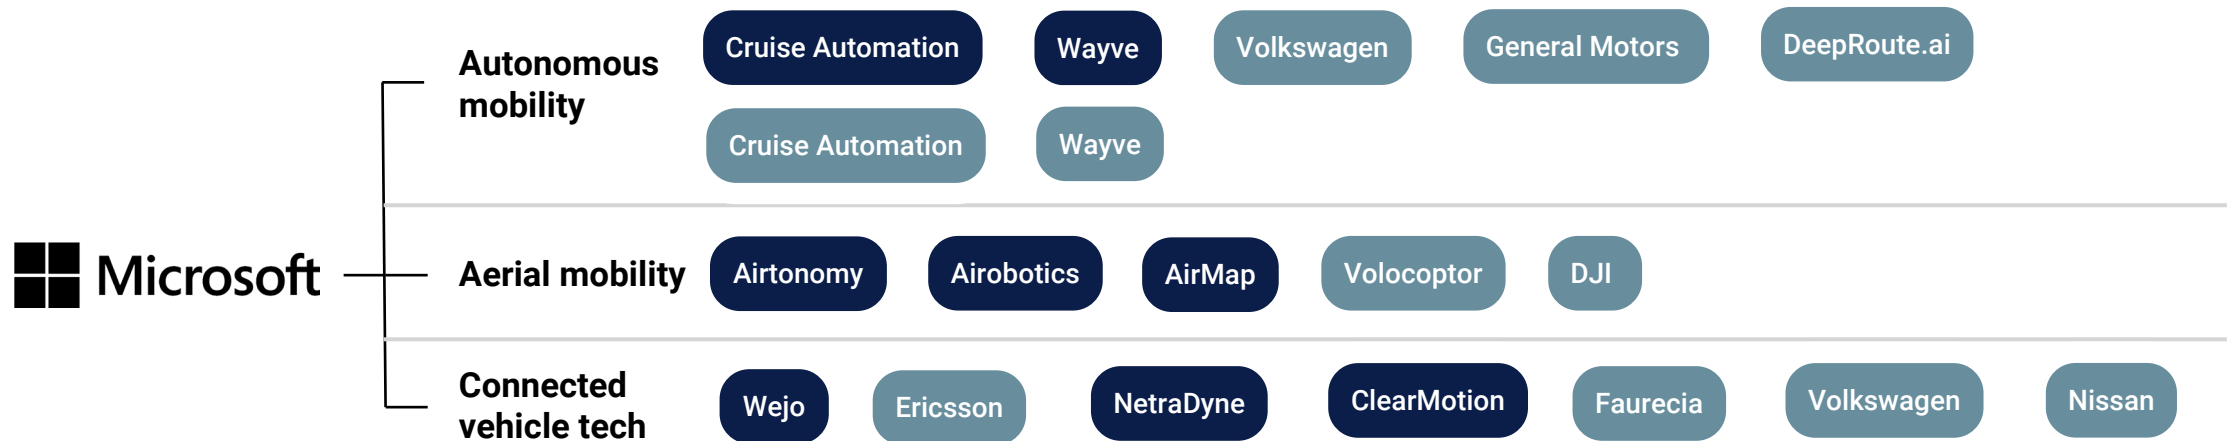 Autonomous
mobility
Cruise Automation
Wayve
Volkswagen
General Motors
DeepRoute.ai
Cruise Automation
Wayve
Microsoft
Aerial mobility
Airtonomy
Airobotics
AirMap
Volocoptor
DJI
Connected
vehicle tech
Wejo
Ericsson
NetraDyne
ClearMotion
Faurecia
Volkswagen
Nissan